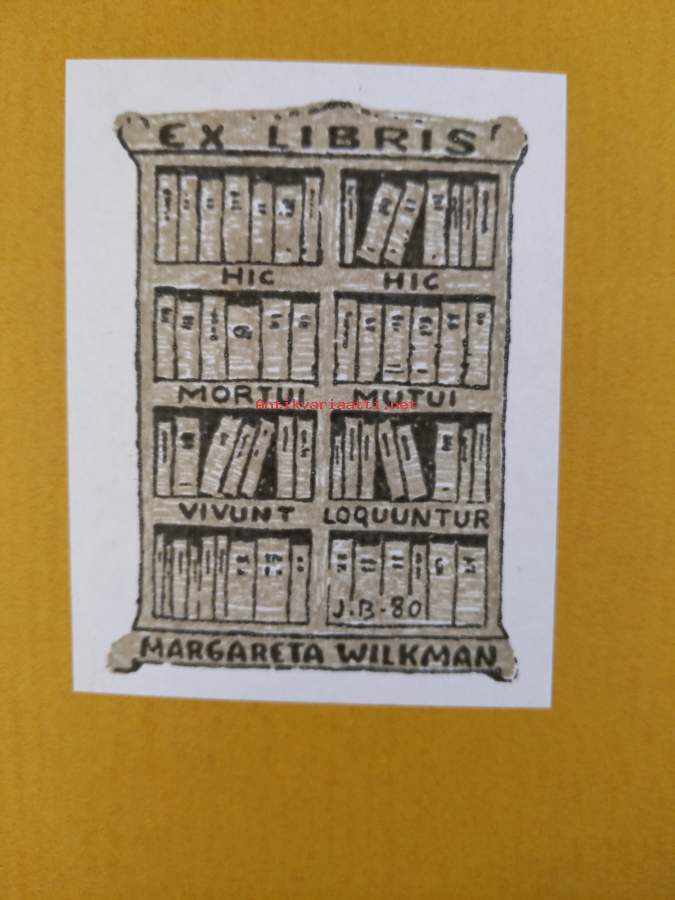 EX LIBRIS
HIC HIC
MORTUI MUTUI
Antikvariaatti.net
VIVUNT LOQUUNTUR
J.B-80
MARGARETA WILKMAN